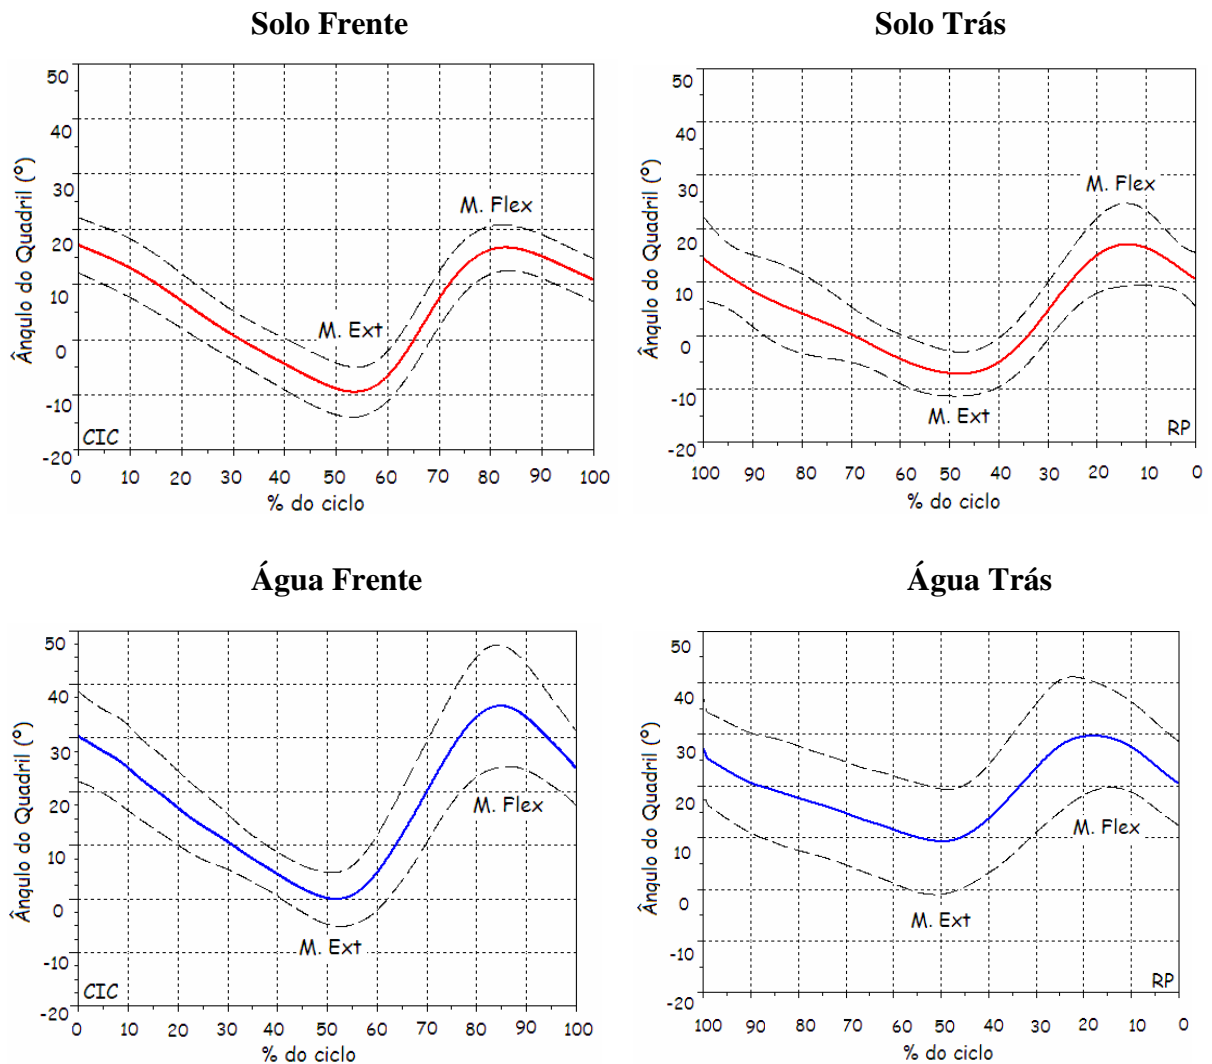 Solo Frente
Solo Trás
50
40
30
20
10
0
-10
-20
Ângulo do Quadril (º)
M. Flex
M. Ext
CIC
0 10 20 30 40 50 60 70 80 90 100
% do ciclo
50
40
30
20
10
0
-10
-20
Ângulo do Quadril (º)
M. Flex
M. Ext
RP
100 90 80 70 60 50 40 30 20 10 0
% do ciclo
Água Frente
Água Trás
50
40
30
20
10
0
-10
-20
Ângulo do Quadril (º)
M. Flex
M. Ext
CIC
0 10 20 30 40 50 60 70 80 90 100
% do ciclo
50
40
30
20
10
0
-10
-20
Ângulo do Quadril (º)
M. Flex
M. Ext
RP
100 90 80 70 60 50 40 30 20 10 0
% do ciclo